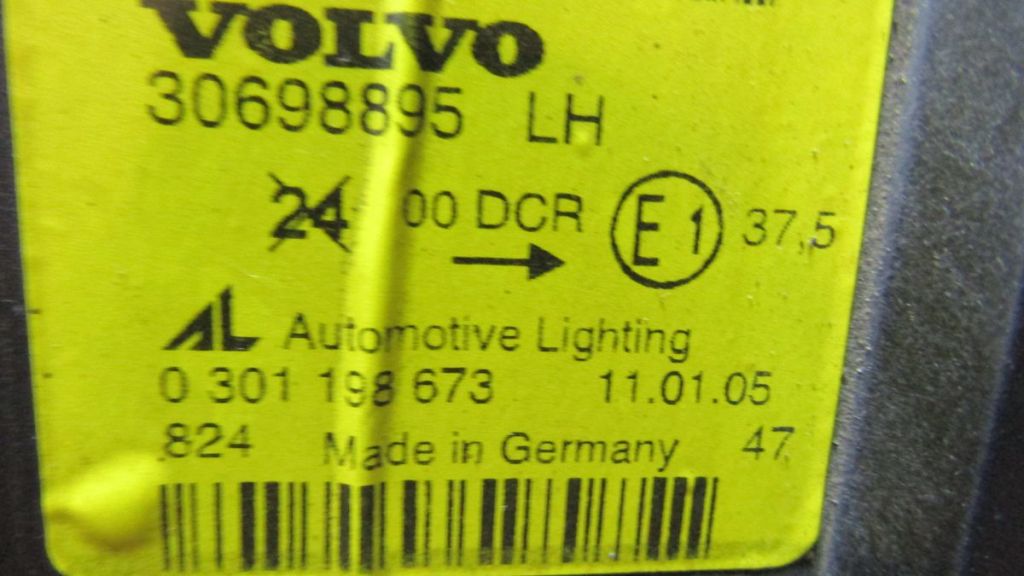 VOLVO
30698895 LH
24 00 DCR E1 37,5
AL Automotive Lighting
0 301 198 673 11.01.05
824 Made in Germany 47